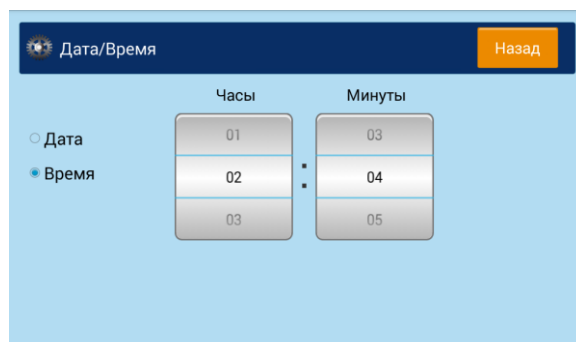 Дата/Время
Назад
Часы Минуты
Дата
Время
01 03
02 : 04
03 05